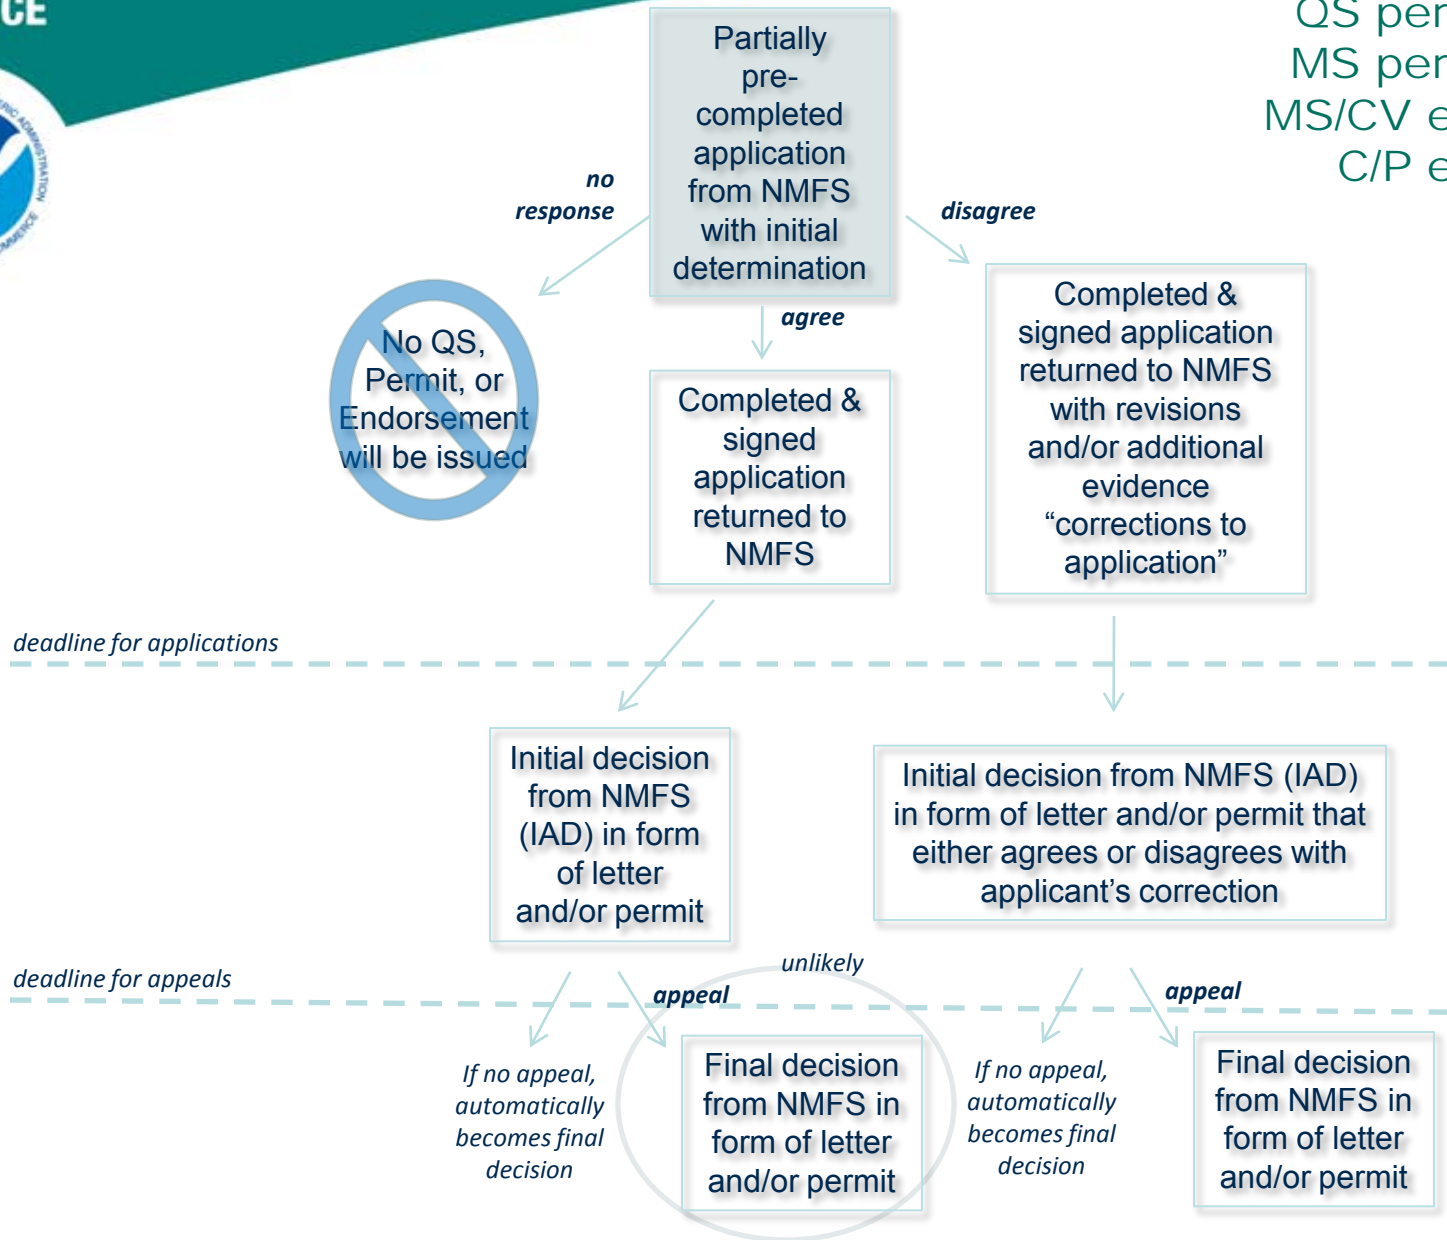 CE
QS per
MS per
MS/CV e
C/P e
ADMINISTRATION
Partially
pre-
completed
application
from NMFS
with initial
determination
no
response
disagree
agree
No QS,
Permit, or
Endorsement
will be issued
Completed &
signed
application
returned to
NMFS
Completed &
signed application
returned to NMFS
with revisions
and/or additional
evidence
“corrections to
application”
deadline for applications
Initial decision
from NMFS
(IAD) in form
of letter
and/or permit
Initial decision from NMFS (IAD)
in form of letter and/or permit that
either agrees or disagrees with
applicant’s correction
deadline for appeals
unlikely
appeal
appeal
If no appeal,
automatically
becomes final
decision
Final decision
from NMFS in
form of letter
and/or permit
If no appeal,
automatically
becomes final
decision
Final decision
from NMFS in
form of letter
and/or permit